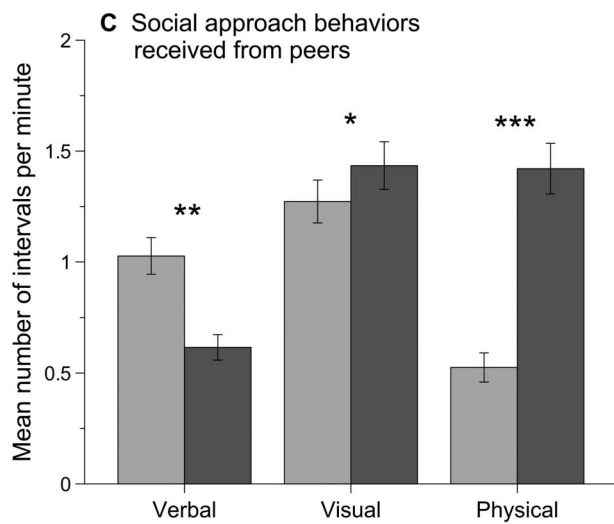 C Social approach behaviors
received from peers
Mean number of intervals per minute
2
1.5
1
0.5
0
**
*
***
Verbal
Visual
Physical